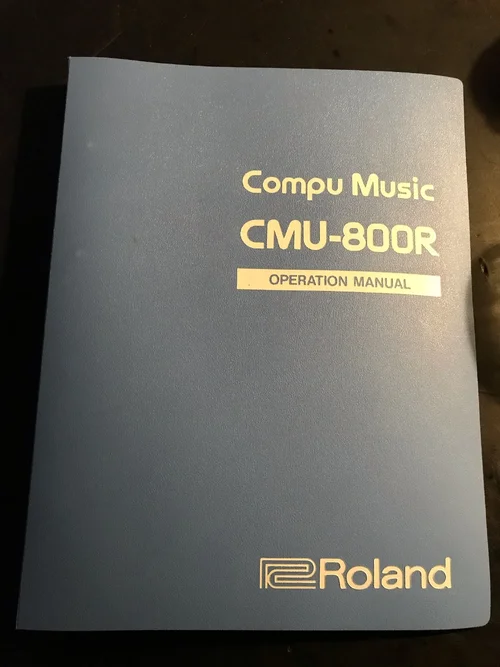 Compu Music
CMU-800R
OPERATION MANUAL
Roland